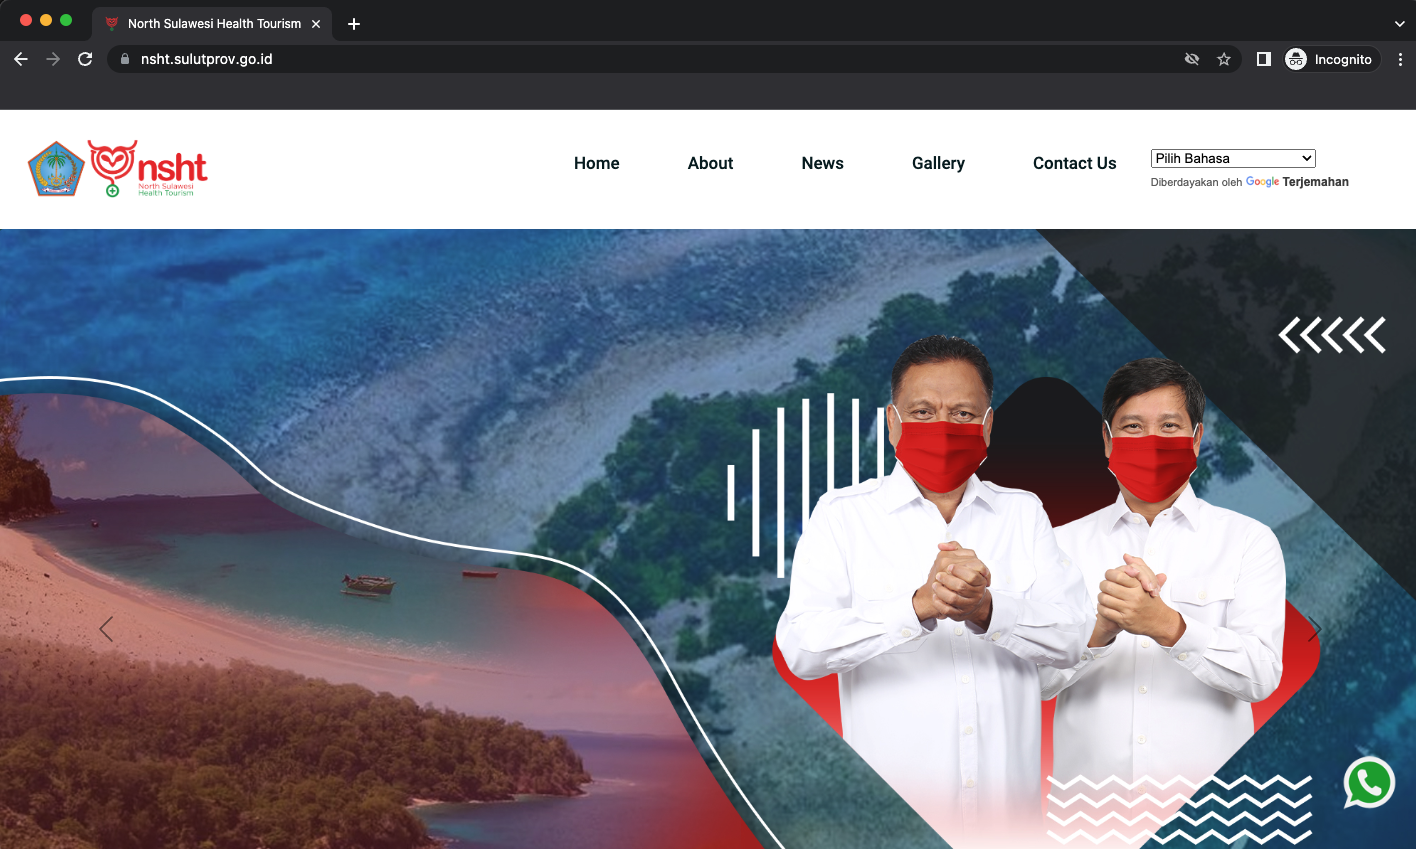 North Sulawesi Health Tourism
nsht.sulutprov.go.id
Incognito
nsht
North Sulawesi
Health Tourism
Home
About
News
Gallery
Contact Us
Pilih Bahasa
Diberdayakan oleh Google Terjemahan